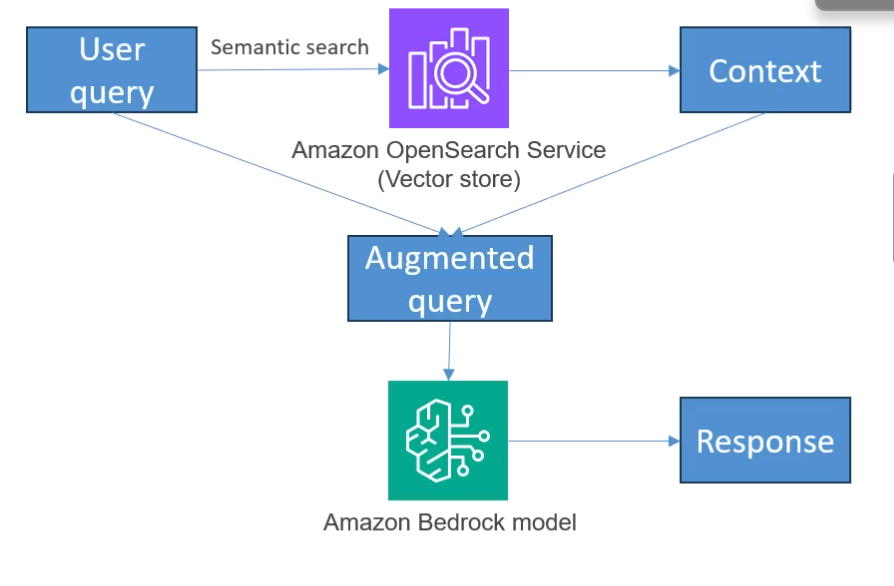 User
query
Semantic search
Context
Amazon OpenSearch Service
(Vector store)
Augmented
query
Response
Amazon Bedrock model